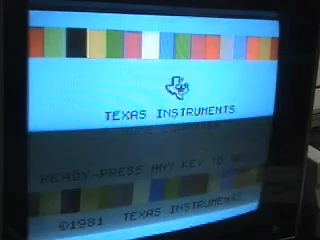 TEXAS INSTRUMENTS
READY-PRESS ANY KEY TO BEGIN
©1981 TEXAS INSTRUMENTS